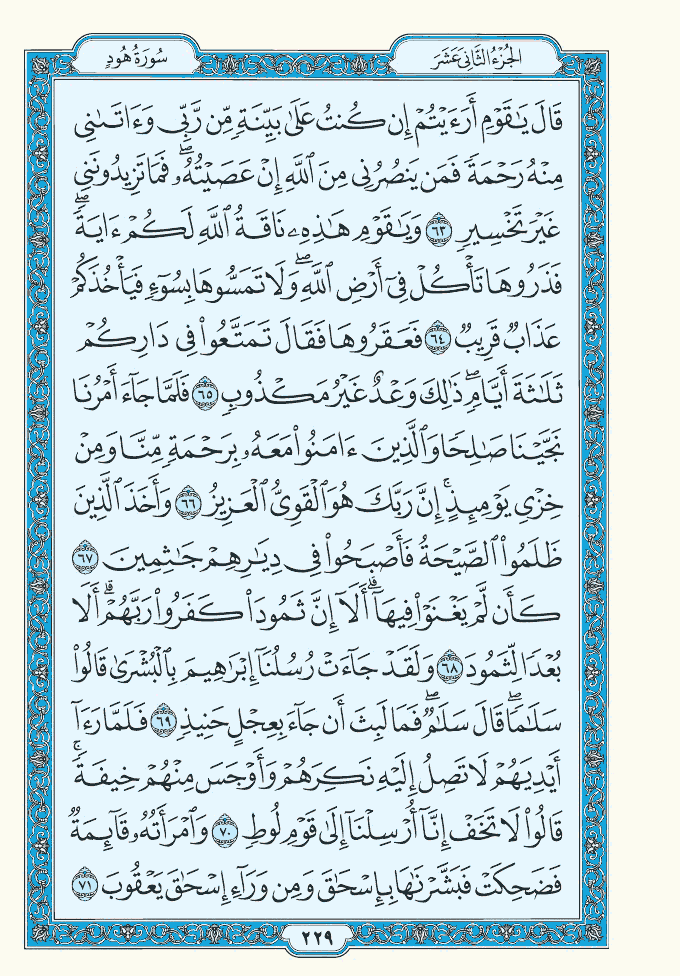 الجُزْءُ الثَّانِى عَشَرَ
سُورَةُ هُودٍ
قَالَ يَٰقَوْمِ أَرَءَيْتُمْ إِن كُنتُ عَلَىٰ بَيِّنَةٍ مِّن رَّبِّى وَءَاتَىٰنِى
مِنْهُ رَحْمَةً فَمَن يَنصُرُنِى مِنَ ٱللَّهِ إِنْ عَصَيْتُهُۥۖ فَمَا تَزِيدُونَنِى
غَيْرَ تَخْسِيرٍ ٦٣ وَيَٰقَوْمِ هَٰذِهِۦ نَاقَةُ ٱللَّهِ لَكُمْ ءَايَةًۖ
فَذَرُوهَا تَأْكُلْ فِىٓ أَرْضِ ٱللَّهِۖ وَلَا تَمَسُّوهَا بِسُوٓءٍ فَيَأْخُذَكُمْ
عَذَابٌ قَرِيبٌ ٦٤ فَعَقَرُوهَا فَقَالَ تَمَتَّعُوا۟ فِى دَارِكُمْ
ثَلَٰثَةَ أَيَّامٍۖ ذَٰلِكَ وَعْدٌ غَيْرُ مَكْذُوبٍ ٦٥ فَلَمَّا جَآءَ أَمْرُنَا
نَجَّيْنَا صَٰلِحًا وَٱلَّذِينَ ءَامَنُوا۟ مَعَهُۥ بِرَحْمَةٍ مِّنَّا وَمِنْ
خِزْىِ يَوْمِئِذٍۚ إِنَّ رَبَّكَ هُوَ ٱلْقَوِىُّ ٱلْعَزِيزُ ٦٦ وَأَخَذَ ٱلَّذِينَ
ظَلَمُوا۟ ٱلصَّيْحَةُ فَأَصْبَحُوا۟ فِى دِيَٰرِهِمْ جَٰثِمِينَ ٦٧
كَأَن لَّمْ يَغْنَوْا۟ فِيهَآۗ أَلَآ إِنَّ ثَمُودَا۟ كَفَرُوا۟ رَبَّهُمْۗ أَلَا
بُعْدًا لِّثَمُودَ ٦٨ وَلَقَدْ جَآءَتْ رُسُلُنَآ إِبْرَٰهِيمَ بِٱلْبُشْرَىٰ قَالُوا۟
سَلَٰمًاۖ قَالَ سَلَٰمٌۖ فَمَا لَبِثَ أَن جَآءَ بِعِجْلٍ حَنِيذٍ ٦٩ فَلَمَّا رَءَآ
أَيْدِيَهُمْ لَا تَصِلُ إِلَيْهِ نَكِرَهُمْ وَأَوْجَسَ مِنْهُمْ خِيفَةًۚ
قَالُوا۟ لَا تَخَفْ إِنَّآ أُرْسِلْنَآ إِلَىٰ قَوْمِ لُوطٍ ٧٠ وَٱمْرَأَتُهُۥ قَآئِمَةٌ
فَضَحِكَتْ فَبَشَّرْنَٰهَا بِإِسْحَٰقَ وَمِن وَرَآءِ إِسْحَٰقَ يَعْقُوبَ ٧١
٢٢٩